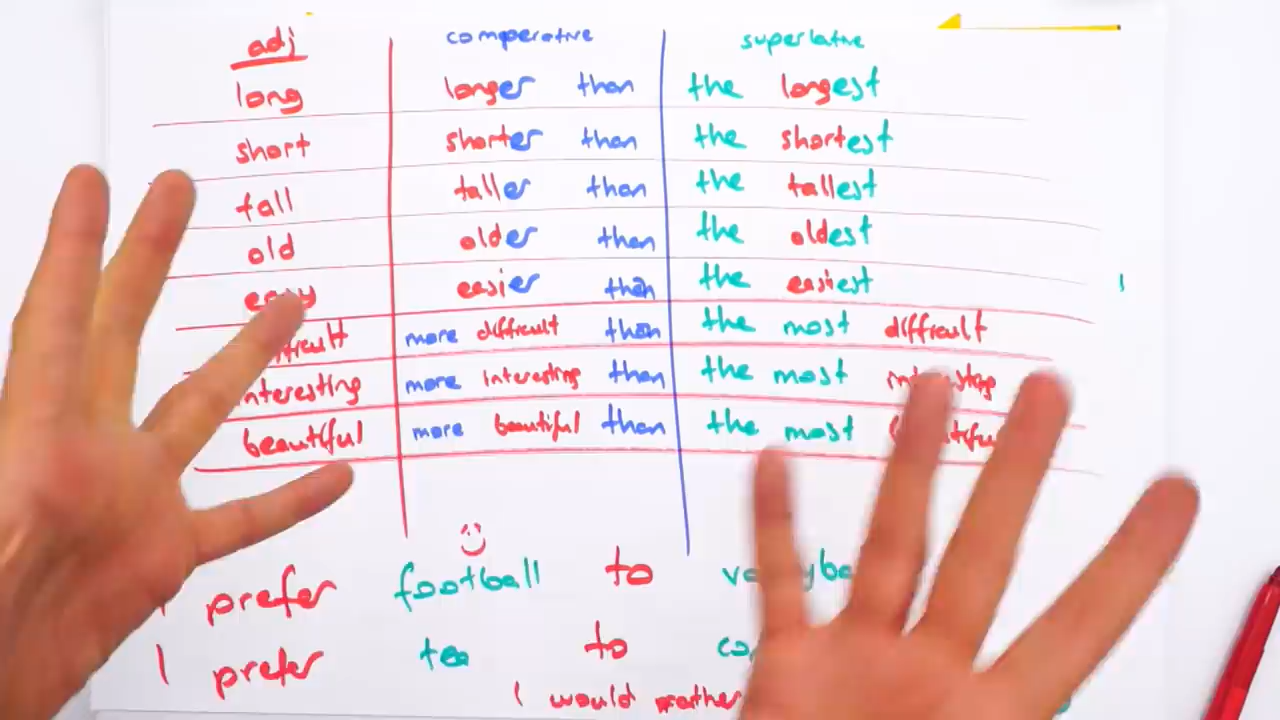 adj comperative superlative
long longer than the longest
short shorter than the shortest
tall taller than the tallest
old older than the oldest
easy easier than the easiest
more difficult than the most difficult
interesting more interesting than the most
beautiful more beautiful than the most
I prefer football to
I prefer tea to
I would